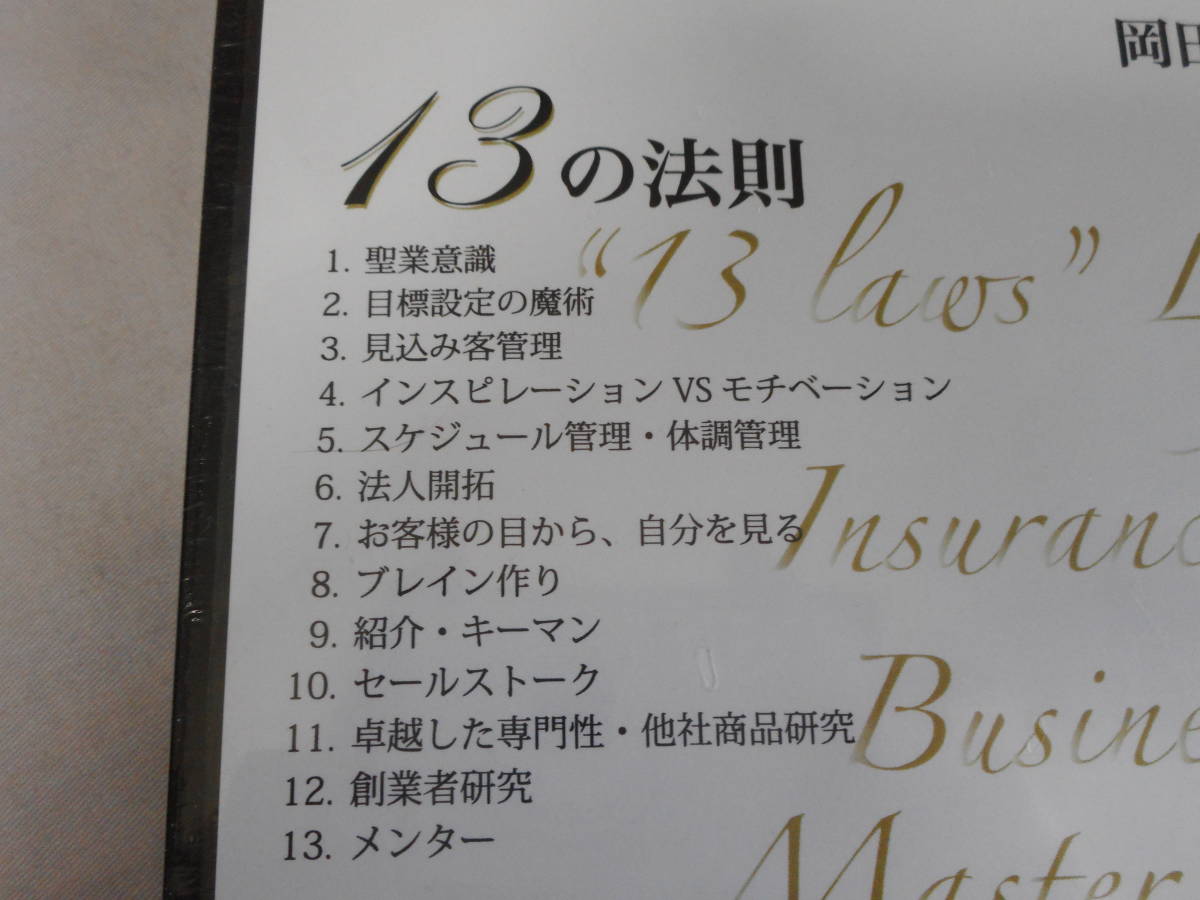 岡田
13の法則
“13 laws”
1. 聖業意識
2. 目標設定の魔術
3. 見込み客管理
4. インスピレーション VS モチベーション
5. スケジュール管理・体調管理
6. 法人開拓
Insuranc
7. お客様の目から、自分を見る
8. ブレイン作り
9. 紹介・キーマン
10. セールストーク
Busine
11. 卓越した専門性・他社商品研究
12. 創業者研究
13. メンター
Master